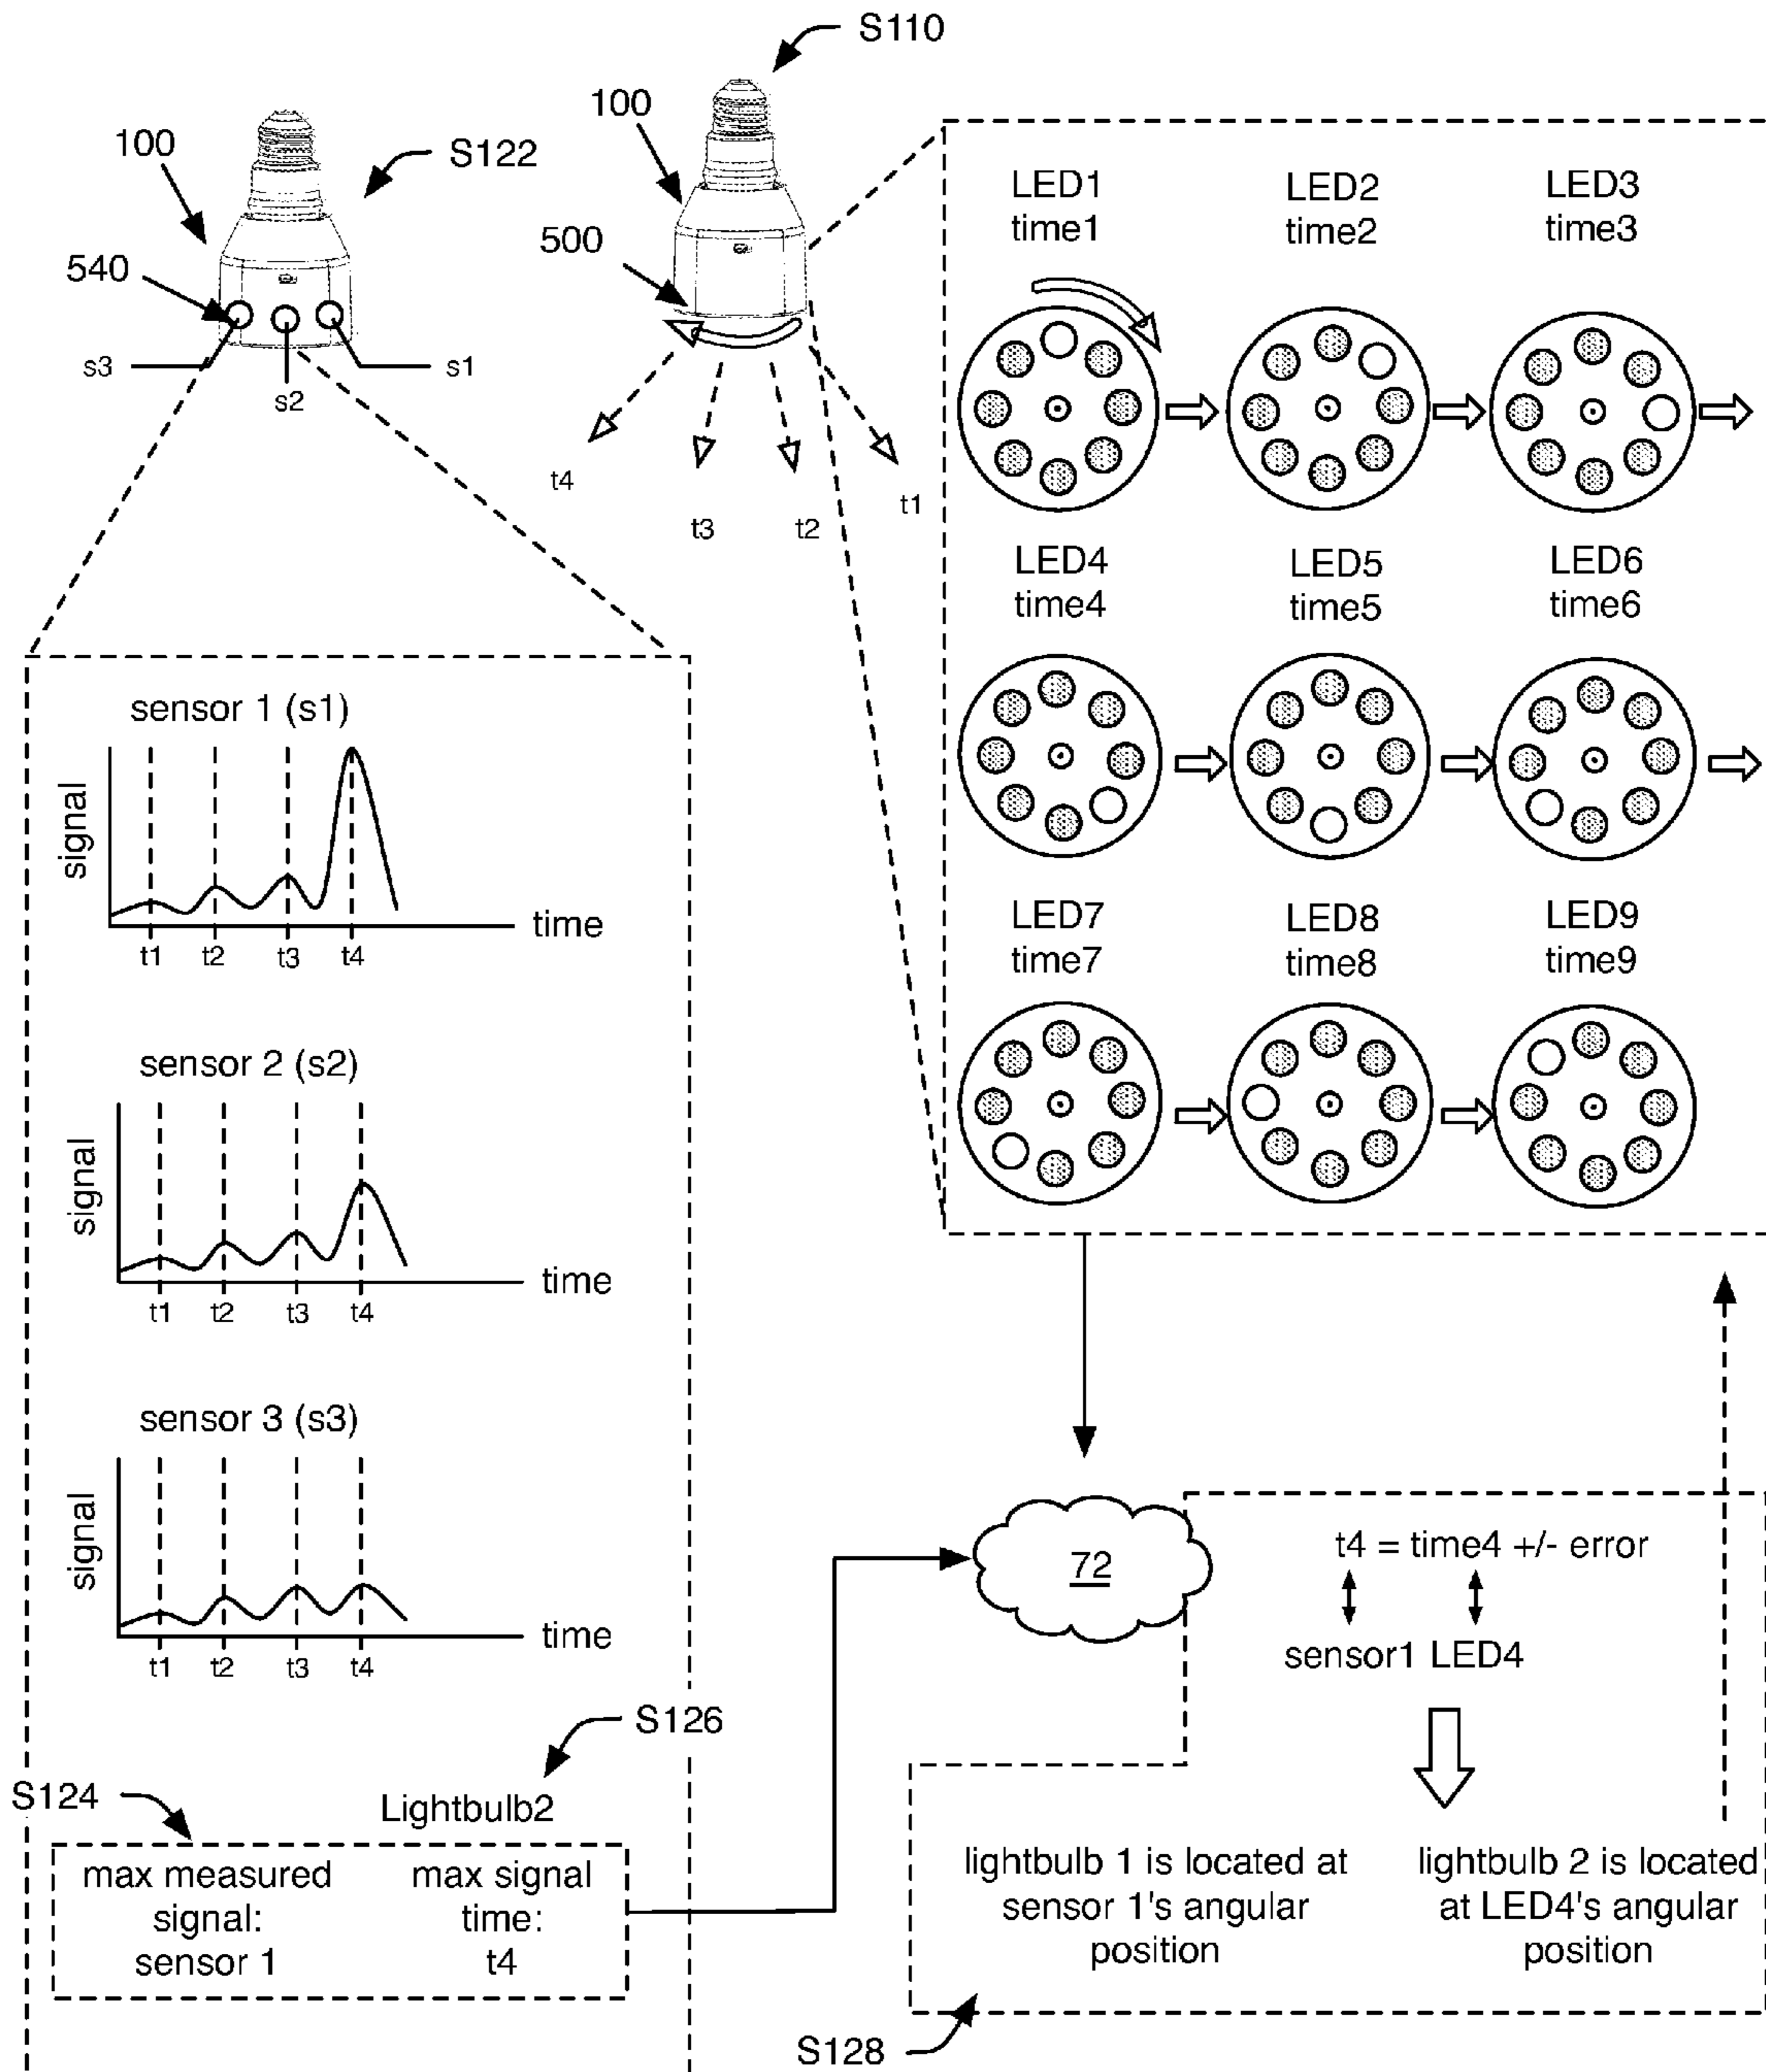 S110
100
S122
100
540
500
s3
s2
s1
t4
t3
t2
t1
LED1
time1
LED2
time2
LED3
time3
LED4
time4
LED5
time5
LED6
time6
LED7
time7
LED8
time8
LED9
time9
sensor 1 (s1)
signal
time
t1
t2
t3
t4
sensor 2 (s2)
signal
time
t1
t2
t3
t4
sensor 3 (s3)
signal
time
t1
t2
t3
t4
S126
S124
Lightbulb2
max measured
signal:
sensor 1
max signal
time:
t4
72
t4 = time4 +/- error
sensor1 LED4
lightbulb 1 is located at
sensor 1's angular
position
lightbulb 2 is located
at LED4's angular
position
S128